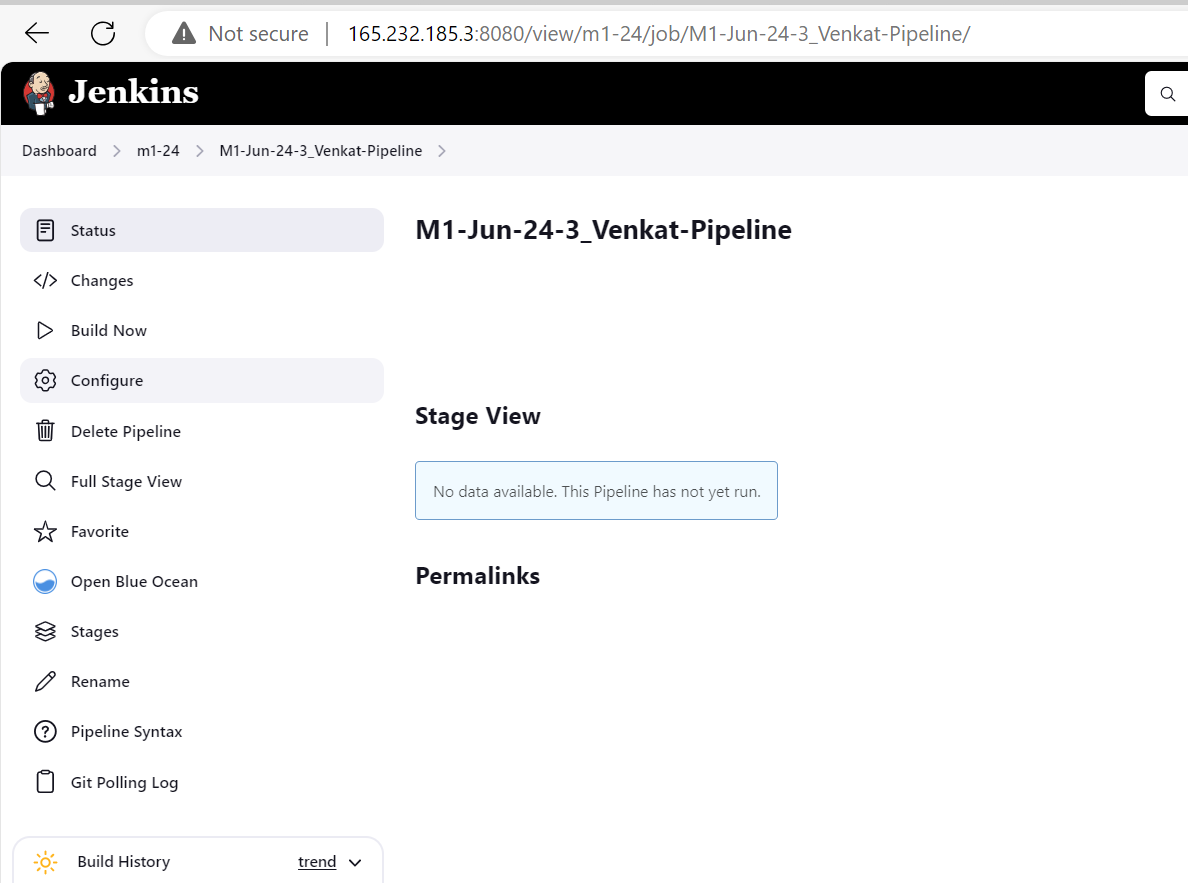 Not secure | 165.232.185.3:8080/view/m1-24/job/M1-Jun-24-3_Venkat-Pipeline/
Jenkins
Dashboard > m1-24 > M1-Jun-24-3_Venkat-Pipeline >
Status
Changes
Build Now
Configure
Delete Pipeline
Full Stage View
Favorite
Open Blue Ocean
Stages
Rename
Pipeline Syntax
Git Polling Log
Build History trend
M1-Jun-24-3_Venkat-Pipeline
Stage View
No data available. This Pipeline has not yet run.
Permalinks